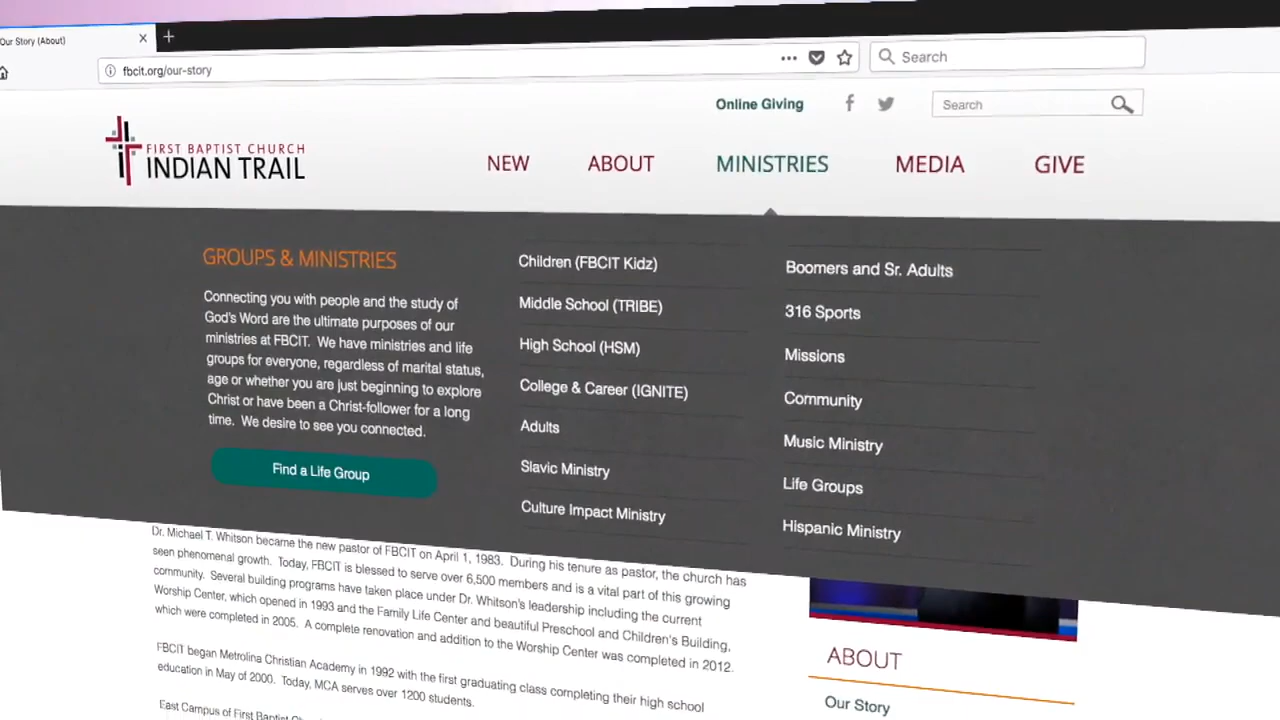 Our Story (About)
fbcit.org/our-story
Search
Online Giving
Search
FIRST BAPTIST CHURCH
INDIAN TRAIL
NEW
ABOUT
MINISTRIES
MEDIA
GIVE
GROUPS & MINISTRIES
Connecting you with people and the study of
God's Word are the ultimate purposes of our
ministries at FBCIT. We have ministries and life
groups for everyone, regardless of marital status,
age or whether you are just beginning to explore
Christ or have been a Christ-follower for a long
time. We desire to see you connected.
Find a Life Group
Children (FBCIT Kidz)
Middle School (TRIBE)
High School (HSM)
College & Career (IGNITE)
Adults
Slavic Ministry
Culture Impact Ministry
Boomers and Sr. Adults
316 Sports
Missions
Community
Music Ministry
Life Groups
Hispanic Ministry
Dr. Michael T. Whitson became the new pastor of FBCIT on April 1, 1983. During his tenure as pastor, the church has
seen phenomenal growth. Today, FBCIT is blessed to serve over 6,500 members and is a vital part of this growing
community. Several building programs have taken place under Dr. Whitson's leadership including the current
Worship Center, which opened in 1993 and the Family Life Center and beautiful Preschool and Children's Building,
which were completed in 2005. A complete renovation and addition to the Worship Center was completed in 2012.
FBCIT began Metrolina Christian Academy in 1992 with the first graduating class completing their high school
education in May of 2000. Today, MCA serves over 1200 students.
East Campus of First Baptist
ABOUT
Our Story